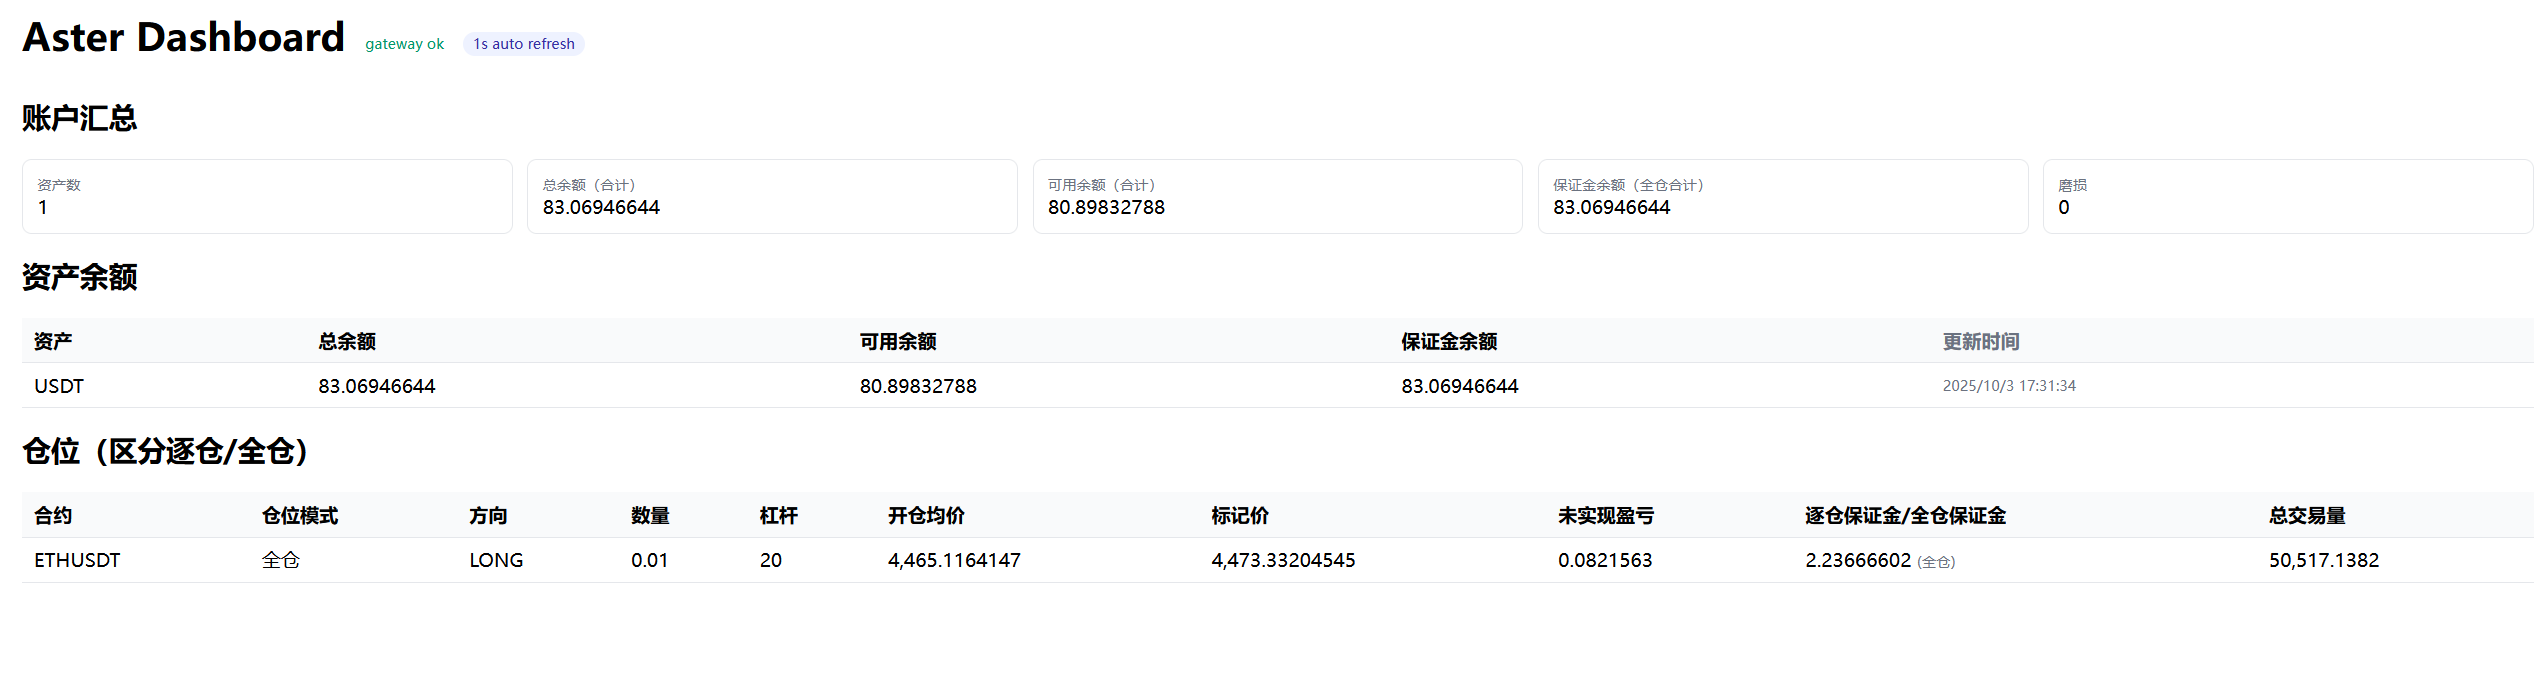 Aster Dashboard gateway ok 1s auto refresh
账户汇总
资产数 总余额（合计） 可用余额（合计） 保证金余额（全仓合计） 磨损
1 83.06946644 80.89832788 83.06946644 0
资产余额
资产 总余额 可用余额 保证金余额 更新时间
USDT 83.06946644 80.89832788 83.06946644 2025/10/3 17:31:34
仓位（区分逐仓/全仓）
合约 仓位模式 方向 数量 杠杆 开仓均价 标记价 未实现盈亏 逐仓保证金/全仓保证金 总交易量
ETHUSDT 全仓 LONG 0.01 20 4,465.1164147 4,473.33204545 0.0821563 2.23666602 (全仓) 50,517.1382